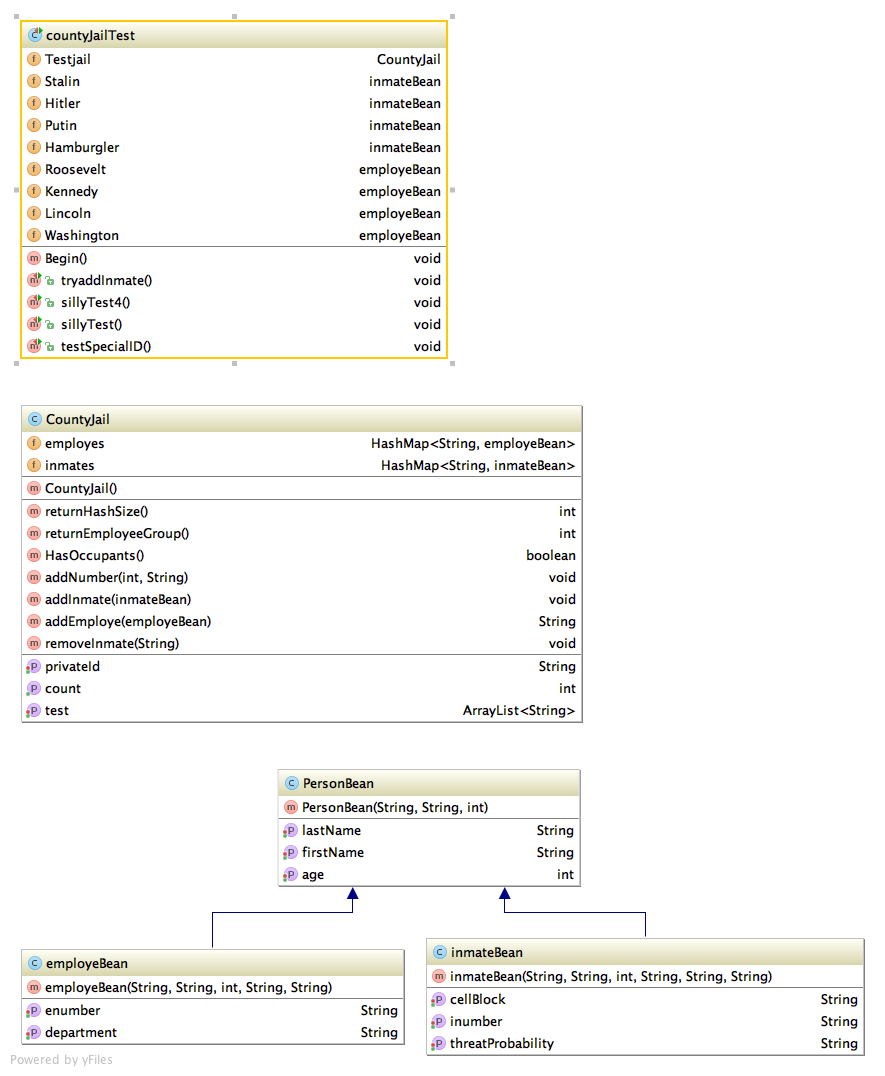 countyJailTest
Testjail CountyJail
Stalin inmateBean
Hitler inmateBean
Putin inmateBean
Hamburgler inmateBean
Roosevelt employeBean
Kennedy employeBean
Lincoln employeBean
Washington employeBean
Begin() void
tryaddInmate() void
sillyTest4() void
sillyTest() void
testSpecialID() void
CountyJail
employes HashMap<String, employeBean>
inmates HashMap<String, inmateBean>
CountyJail()
returnHashSize() int
returnEmployeeGroup() int
HasOccupants() boolean
addNumber(int, String) void
addInmate(inmateBean) void
addEmploye(employeBean) String
removeInmate(String) void
privateId String
count int
test ArrayList<String>
PersonBean
PersonBean(String, String, int)
lastName String
firstName String
age int
employeBean
employeBean(String, String, int, String, String)
enumber String
department String
inmateBean
inmateBean(String, String, int, String, String, String)
cellBlock String
inumber String
threatProbability String
Powered by yFiles